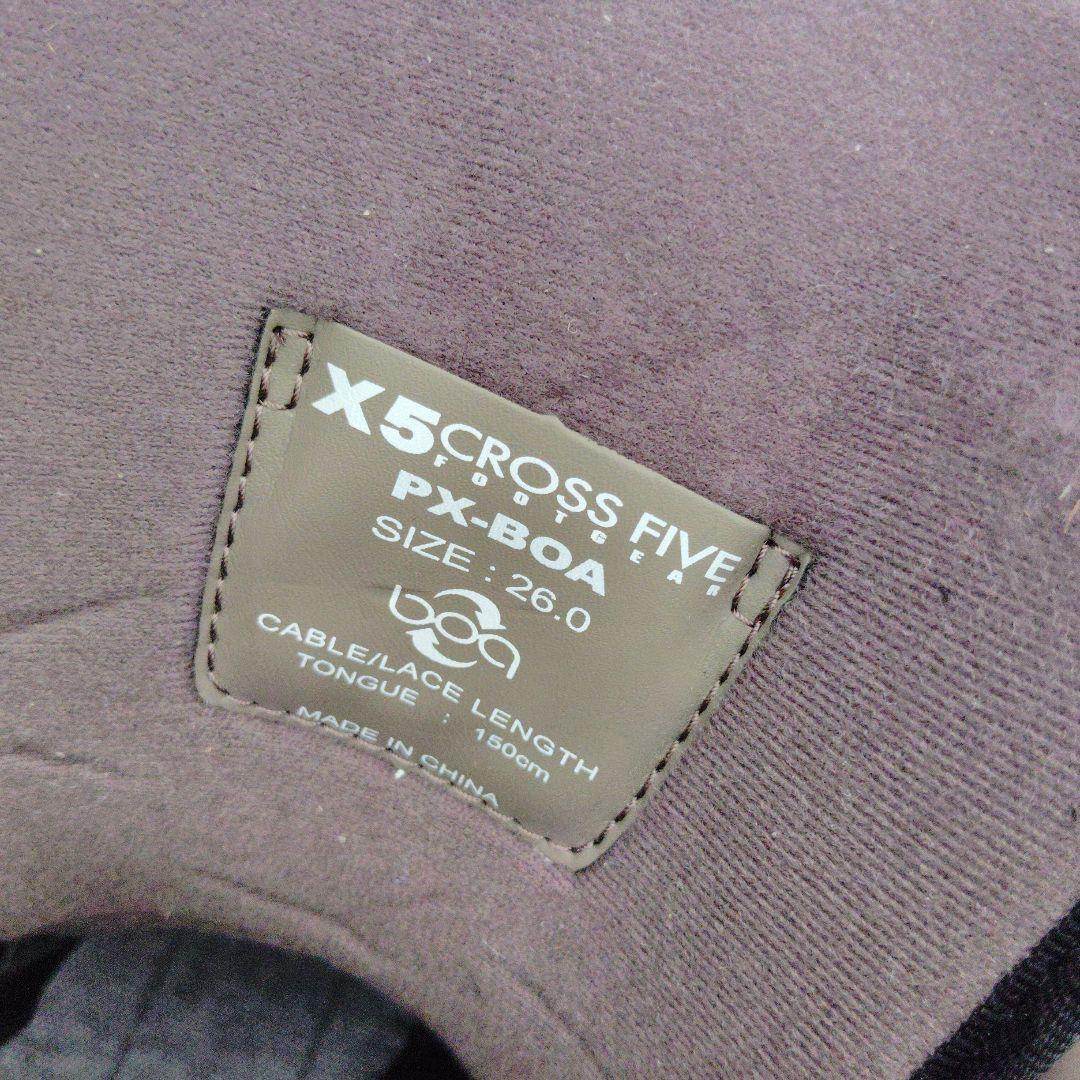 X5 CROSS FIVE
FOOTGEAR
PX-BOA
SIZE : 26.0
boa
CABLE/LACE LENGTH
TONGUE : 150cm
MADE IN CHINA